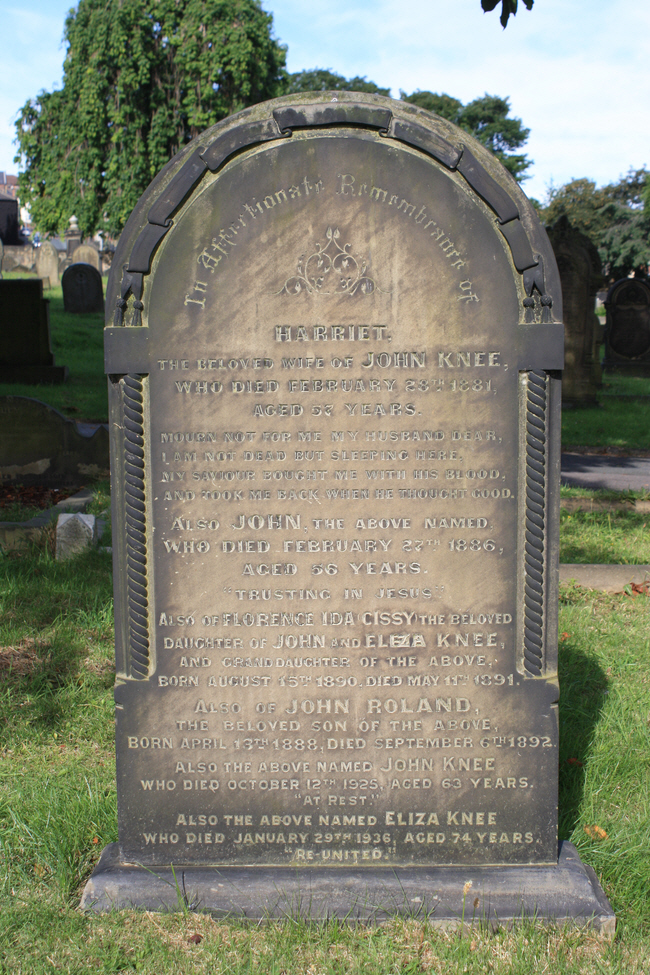 In Affectionate Remembrance of
HARRIET,
THE BELOVED WIFE OF JOHN KNEE,
WHO DIED FEBRUARY 28TH 1881,
AGED 57 YEARS.
MOURN NOT FOR ME MY HUSBAND DEAR,
I AM NOT DEAD BUT SLEEPING HERE,
MY SAVIOUR BOUGHT ME WITH HIS BLOOD,
AND TOOK ME BACK WHEN HE THOUGHT GOOD.
ALSO JOHN, THE ABOVE NAMED,
WHO DIED FEBRUARY 27TH 1886,
AGED 56 YEARS.
"TRUSTING IN JESUS"
ALSO OF FLORENCE IDA CISSY THE BELOVED
DAUGHTER OF JOHN AND ELIZA KNEE,
AND GRANDDAUGHTER OF THE ABOVE,
BORN AUGUST 15TH 1890, DIED MAY 11TH 1891.
ALSO OF JOHN ROLAND,
THE BELOVED SON OF THE ABOVE,
BORN APRIL 13TH 1888, DIED SEPTEMBER 6TH 1892.
ALSO THE ABOVE NAMED JOHN KNEE
WHO DIED OCTOBER 12TH 1925, AGED 63 YEARS.
"AT REST."
ALSO THE ABOVE NAMED ELIZA KNEE
WHO DIED JANUARY 29TH 1936, AGED 74 YEARS.
"RE-UNITED."